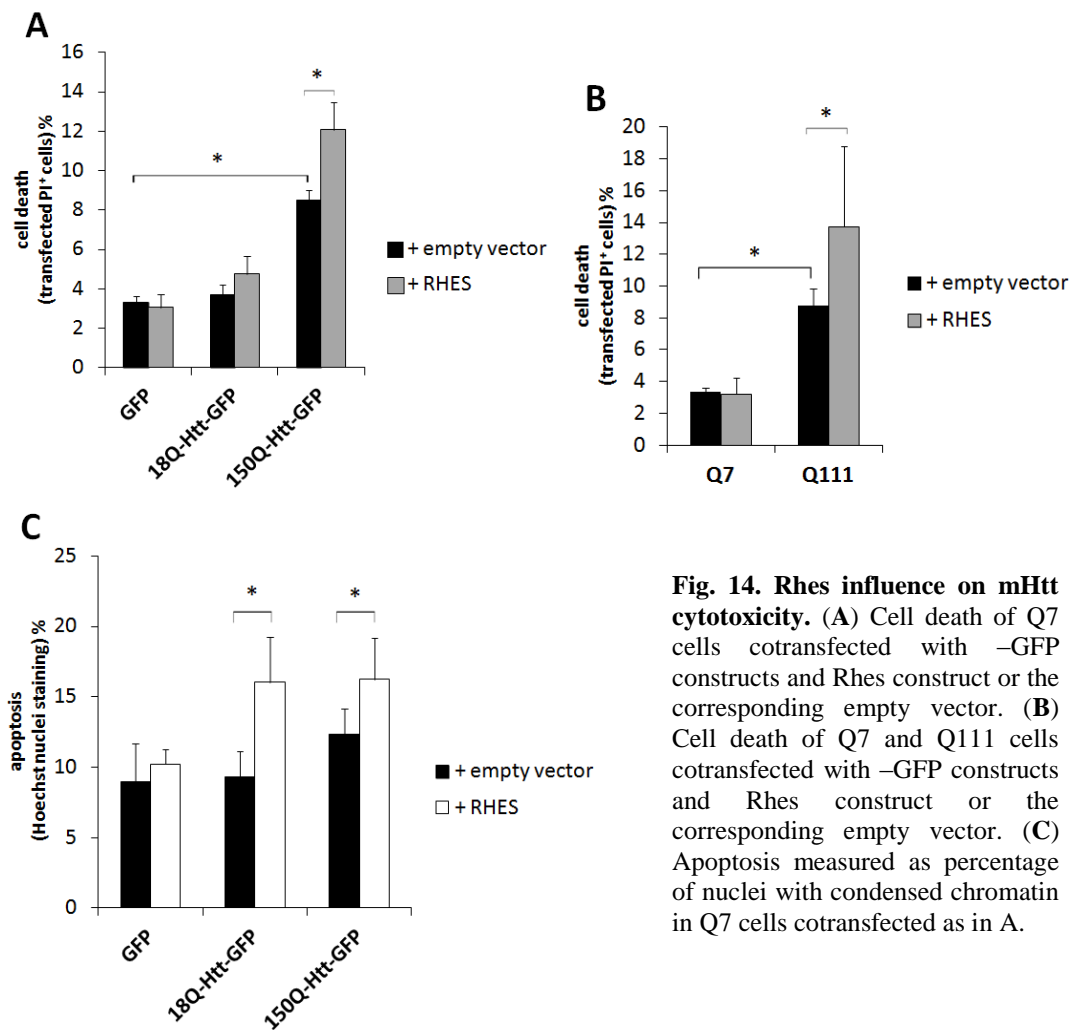 A
16
14
12
10
8
6
4
2
0
cell death
(transfected PI⁺ cells) %
*
*
GFP
18Q-Htt-GFP
150Q-Htt-GFP
+ empty vector
+ RHES
B
20
18
16
14
12
10
8
6
4
2
0
cell death
(transfected PI⁺ cells) %
*
*
Q7
Q111
+ empty vector
+ RHES
C
25
20
15
10
5
0
apoptosis
(Hoechst nuclei staining) %
*
*
GFP
18Q-Htt-GFP
150Q-Htt-GFP
+ empty vector
+ RHES
Fig. 14. Rhes influence on mHtt
cytotoxicity. (A) Cell death of Q7
cells cotransfected with –GFP
constructs and Rhes construct or the
corresponding empty vector. (B)
Cell death of Q7 and Q111 cells
cotransfected with –GFP constructs
and Rhes construct or the
corresponding empty vector. (C)
Apoptosis measured as percentage
of nuclei with condensed chromatin
in Q7 cells cotransfected as in A.